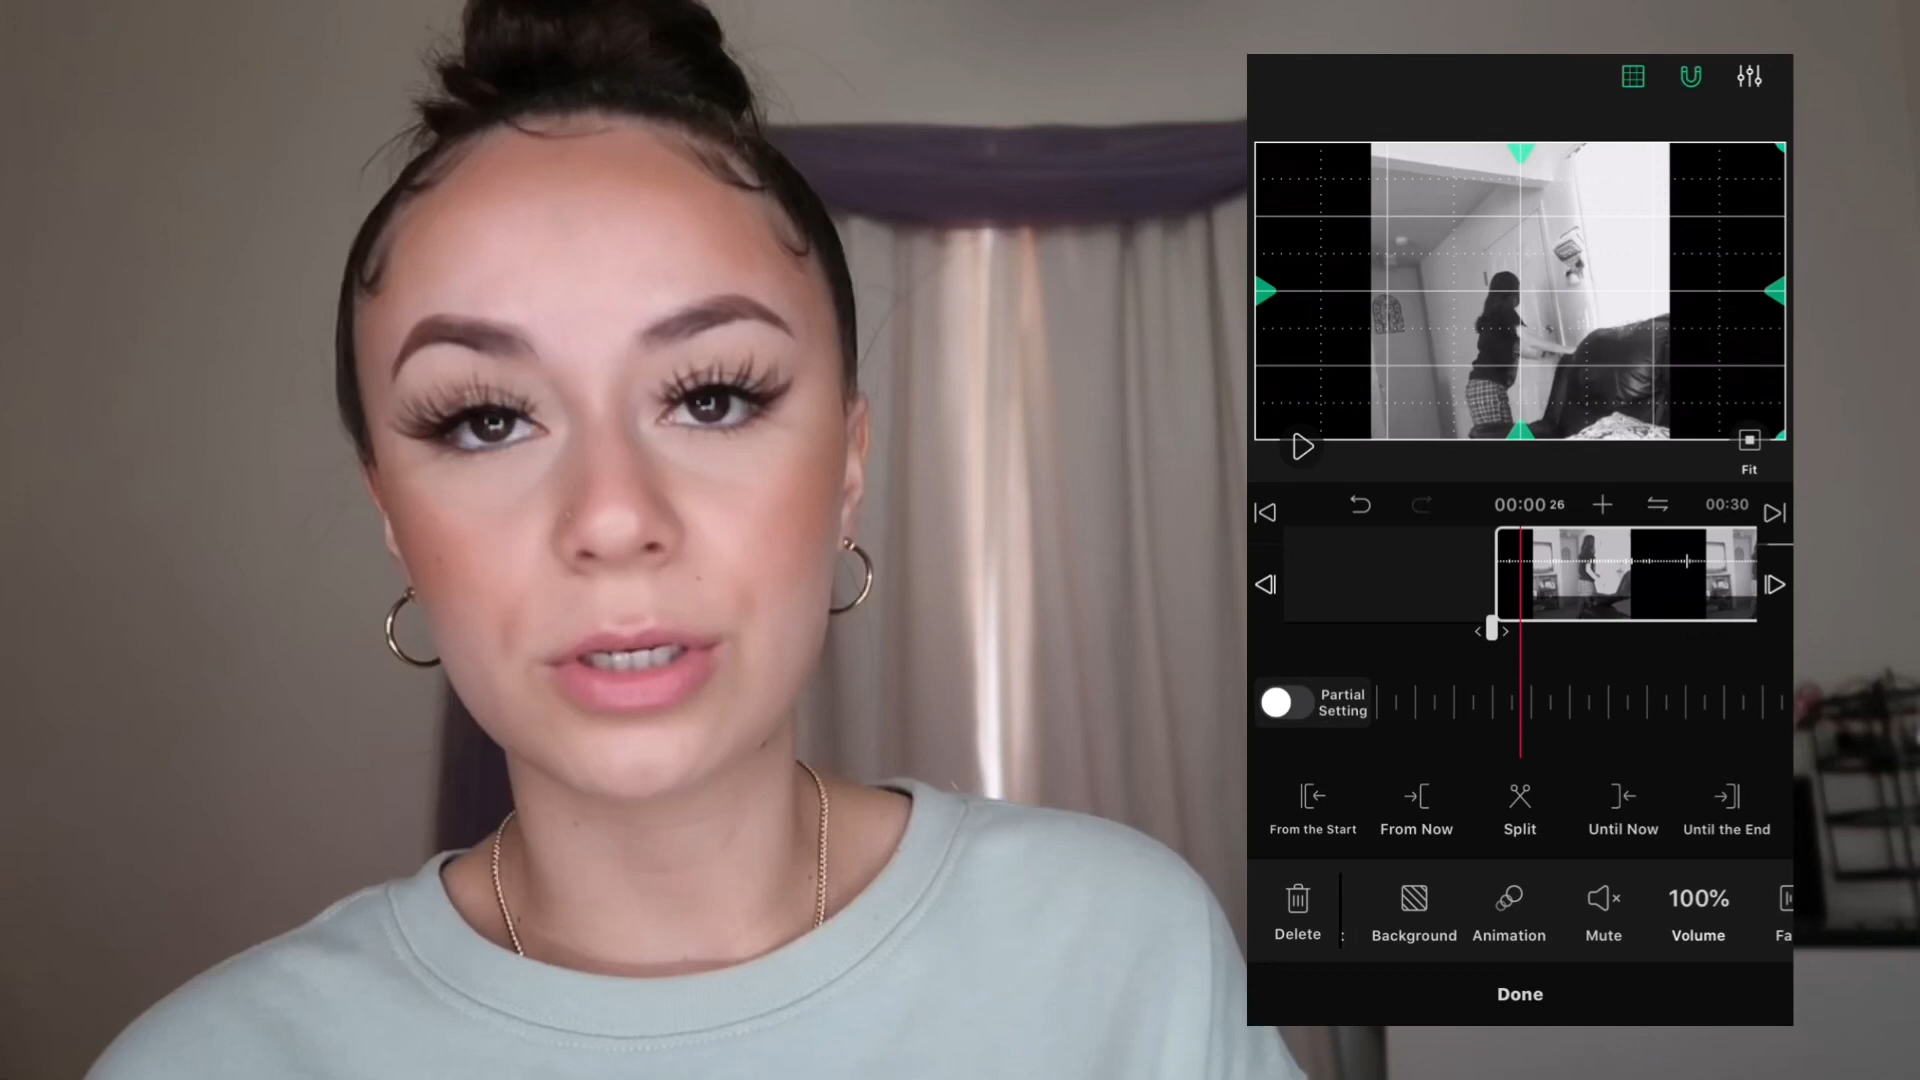 Fit
00:00 26
00:30
Partial
Setting
From the Start
From Now
Split
Until Now
Until the End
100%
Delete
Background
Animation
Mute
Volume
Fa
Done